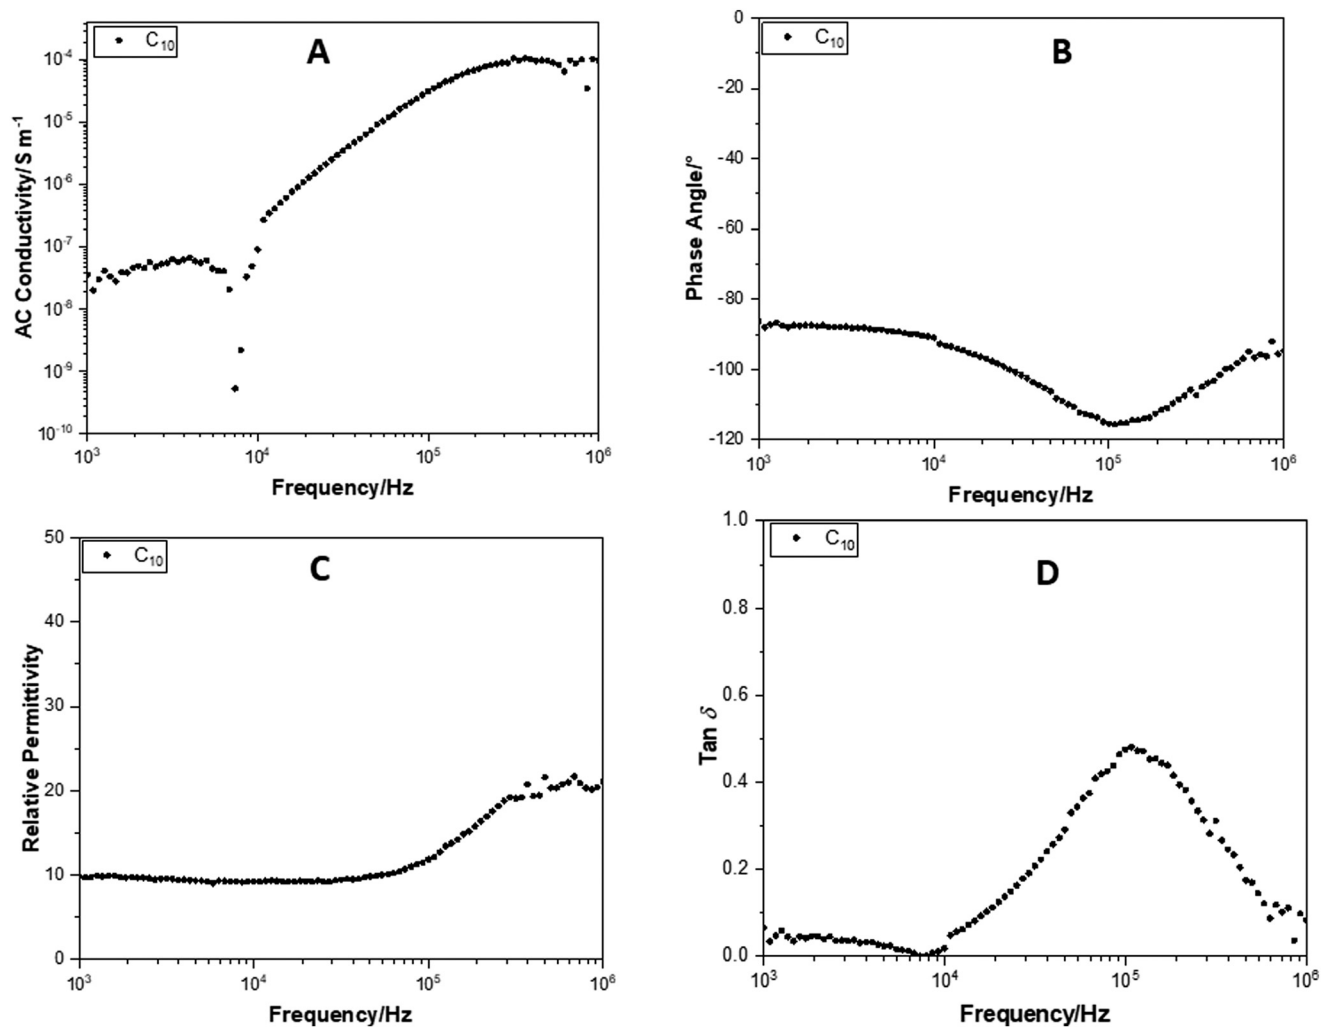 C10
A
10-4
10-5
10-6
10-7
10-8
10-9
10-10
AC Conductivity/S m-1
103 104 105 106
Frequency/Hz
C10
B
0
-20
-40
-60
-80
-100
-120
Phase Angle/°
103 104 105 106
Frequency/Hz
C10
C
50
40
30
20
10
0
Relative Permittivity
103 104 105 106
Frequency/Hz
C10
D
1.0
0.8
0.6
0.4
0.2
0.0
Tan δ
103 104 105 106
Frequency/Hz